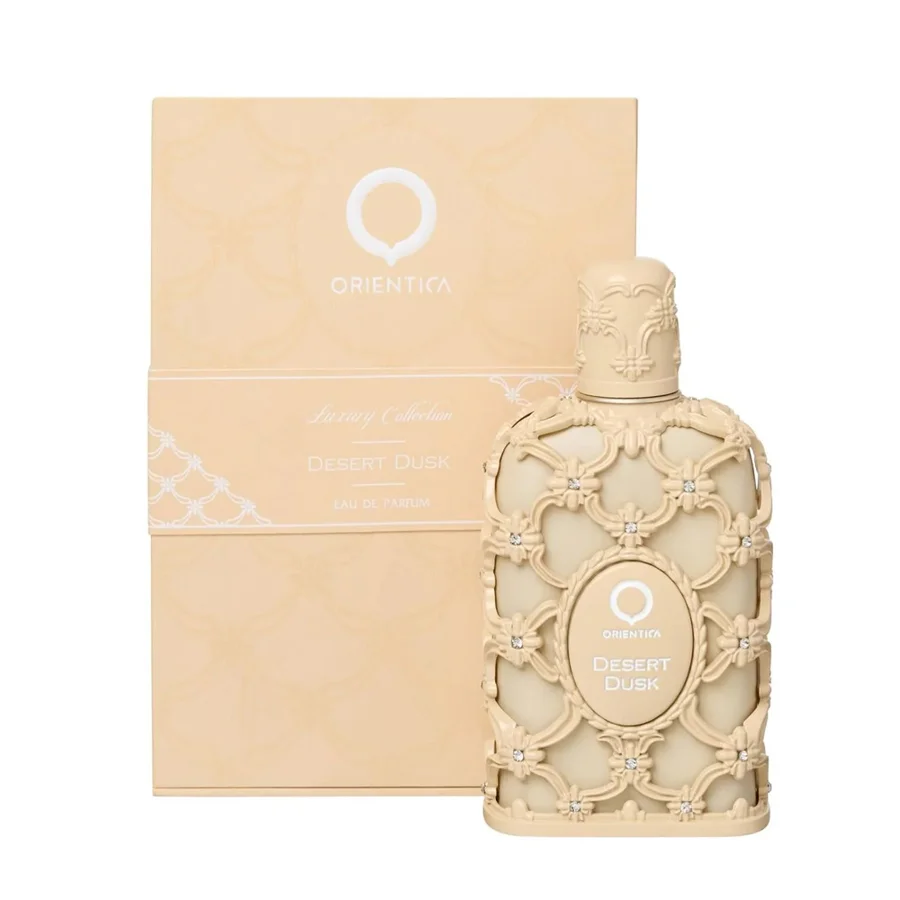 ORIENTICA
Luxury Collection
DESERT DUSK
EAU DE PARFUM
ORIENTICA
DESERT
DUSK